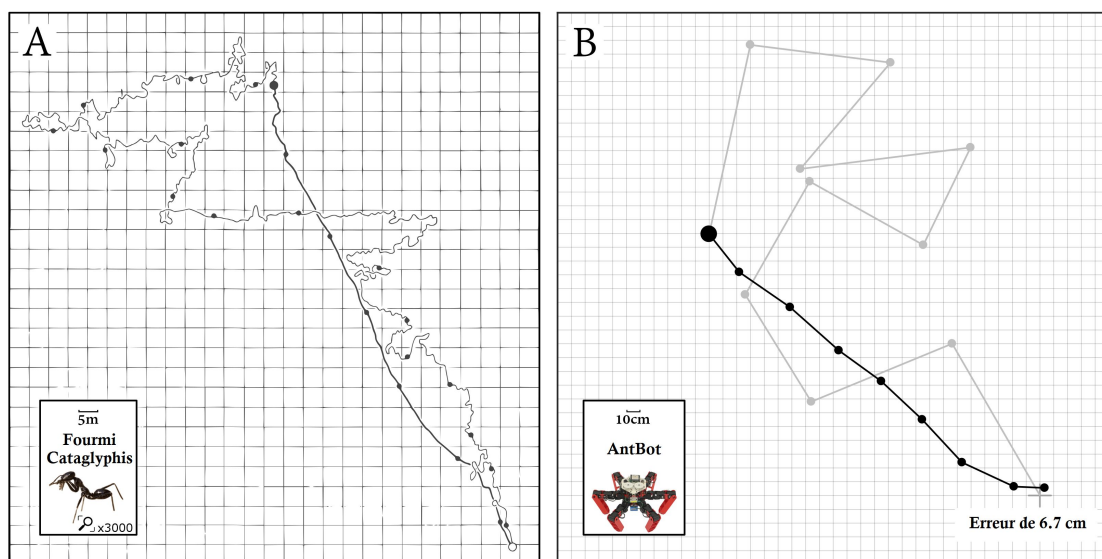 A
5m
Fourmi
Cataglyphis
x3000
B
10cm
AntBot
Erreur de 6.7 cm